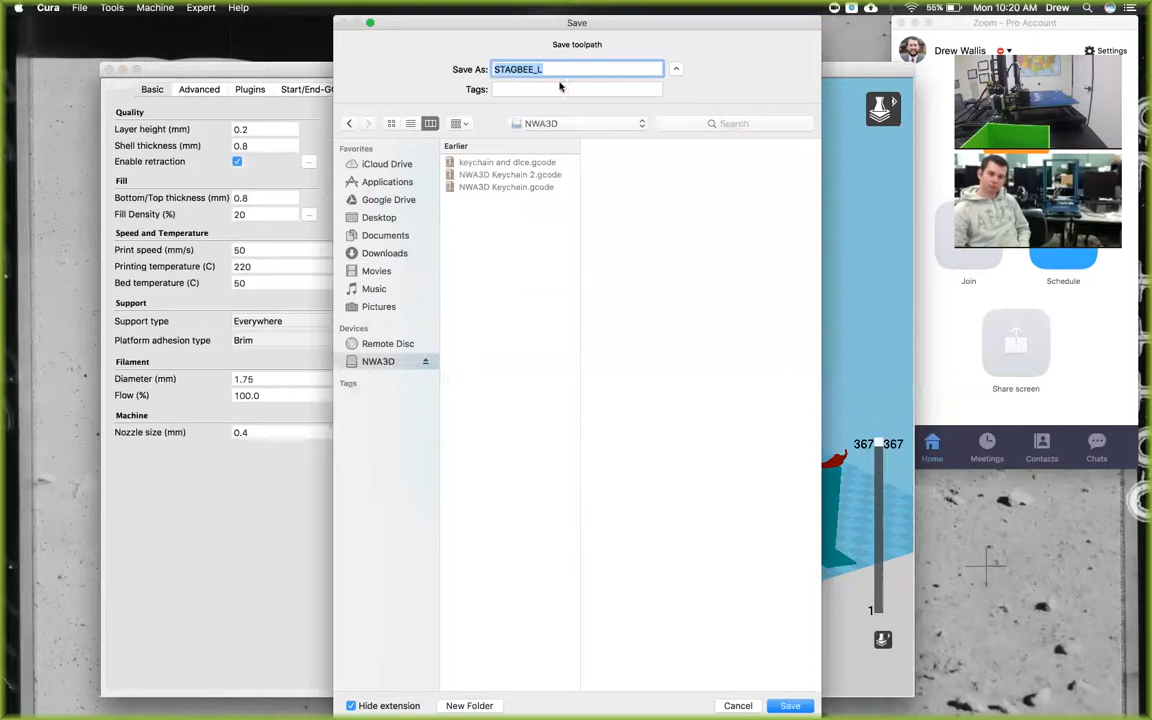 Cura File Tools Machine Expert Help 55% Mon 10:20 AM Drew
Save
Zoom - Pro Account
Save toolpath
Drew Wallis Settings
Save As: STAGBEE_L
Tags:
Basic Advanced Plugins Start/End-G
NWA3D Search
Quality
Layer height (mm) 0.2
Shell thickness (mm) 0.8
Enable retraction ...
Fill
Bottom/Top thickness (mm) 0.8
Fill Density (%) 20 ...
Speed and Temperature
Print speed (mm/s) 50
Printing temperature (C) 220
Bed temperature (C) 50
Support
Support type Everywhere
Platform adhesion type Brim
Filament
Diameter (mm) 1.75
Flow (%) 100.0
Machine
Nozzle size (mm) 0.4
Favorites
iCloud Drive
Applications
Google Drive
Desktop
Documents
Downloads
Movies
Music
Pictures
Devices
Remote Disc
NWA3D
Tags
Earlier
keychain and dice.gcode
NWA3D Keychain 2.gcode
NWA3D Keychain.gcode
367 367
1
Join Schedule
Share screen
Home Meetings Contacts Chats
Hide extension New Folder Cancel Save